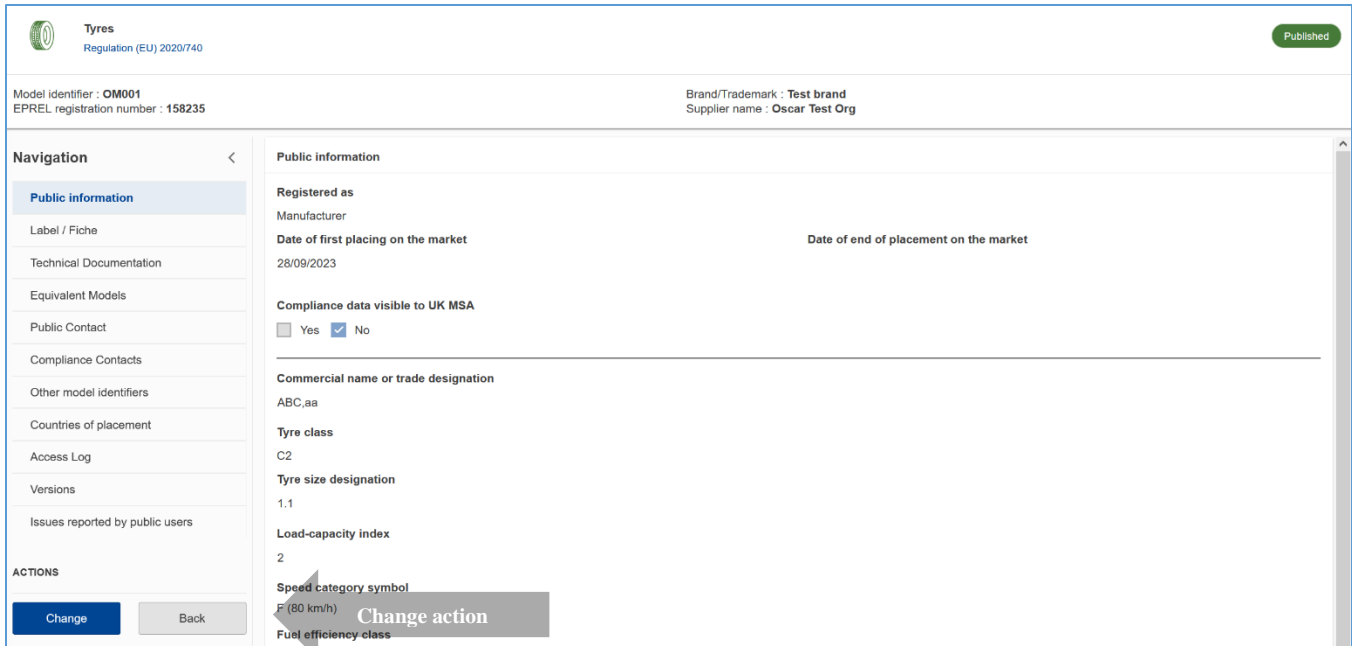 Tyres
Regulation (EU) 2020/740
Published
Model identifier : OM001
EPREL registration number : 158235
Brand/Trademark : Test brand
Supplier name : Oscar Test Org
Navigation
Public information
Label / Fiche
Technical Documentation
Equivalent Models
Public Contact
Compliance Contacts
Other model identifiers
Countries of placement
Access Log
Versions
Issues reported by public users
ACTIONS
Change Back
Public information
Registered as
Manufacturer
Date of first placing on the market
28/09/2023
Date of end of placement on the market
Compliance data visible to UK MSA
Yes No
Commercial name or trade designation
ABC,aa
Tyre class
C2
Tyre size designation
1.1
Load-capacity index
2
Speed category symbol
F (80 km/h)
Change action
Fuel efficiency class